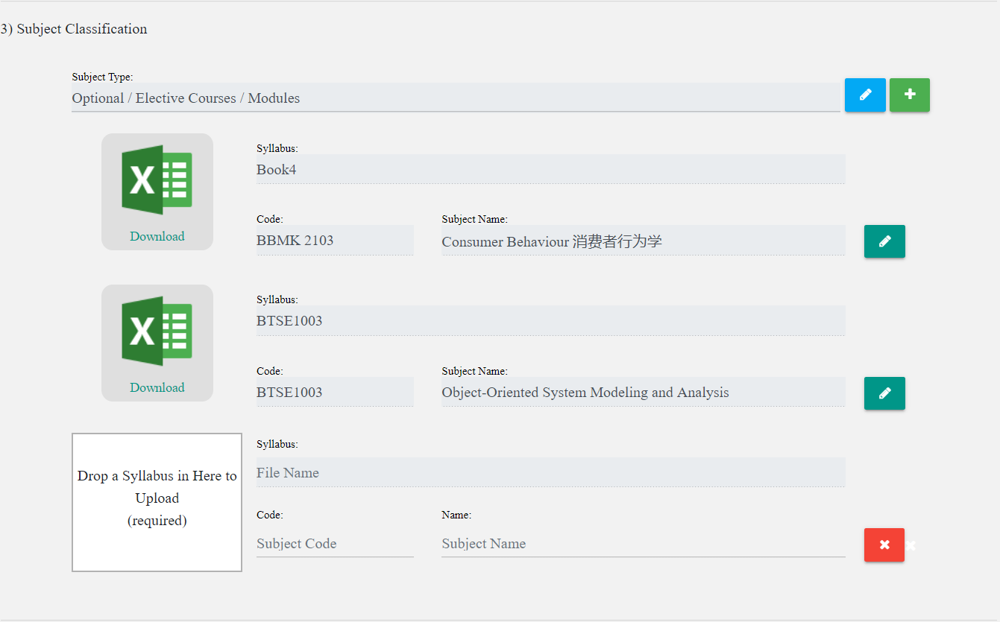 3) Subject Classification
Subject Type:
Optional / Elective Courses / Modules
Syllabus:
Book4
Download
Code:
Subject Name:
BBMK 2103
Consumer Behaviour 消费者行为学
Syllabus:
BTSE1003
Download
Code:
Subject Name:
BTSE1003
Object-Oriented System Modeling and Analysis
Drop a Syllabus in Here to
Upload
(required)
Syllabus:
File Name
Code:
Name:
Subject Code
Subject Name